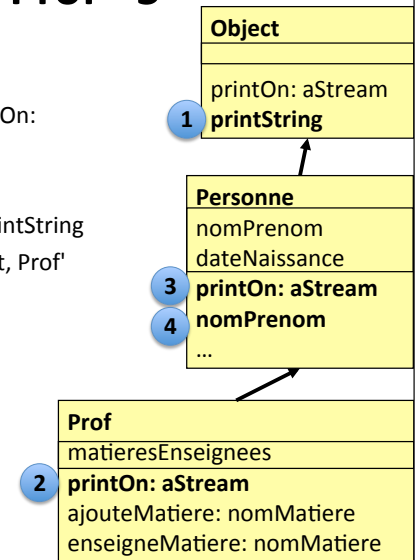 Object
On:
printOn: aStream
1 printString
intString
t, Prof'
Personne
nomPrenom
dateNaissance
3 printOn: aStream
4 nomPrenom
...
Prof
matieresEnseignees
2 printOn: aStream
ajouteMatiere: nomMatiere
enseigneMatiere: nomMatiere